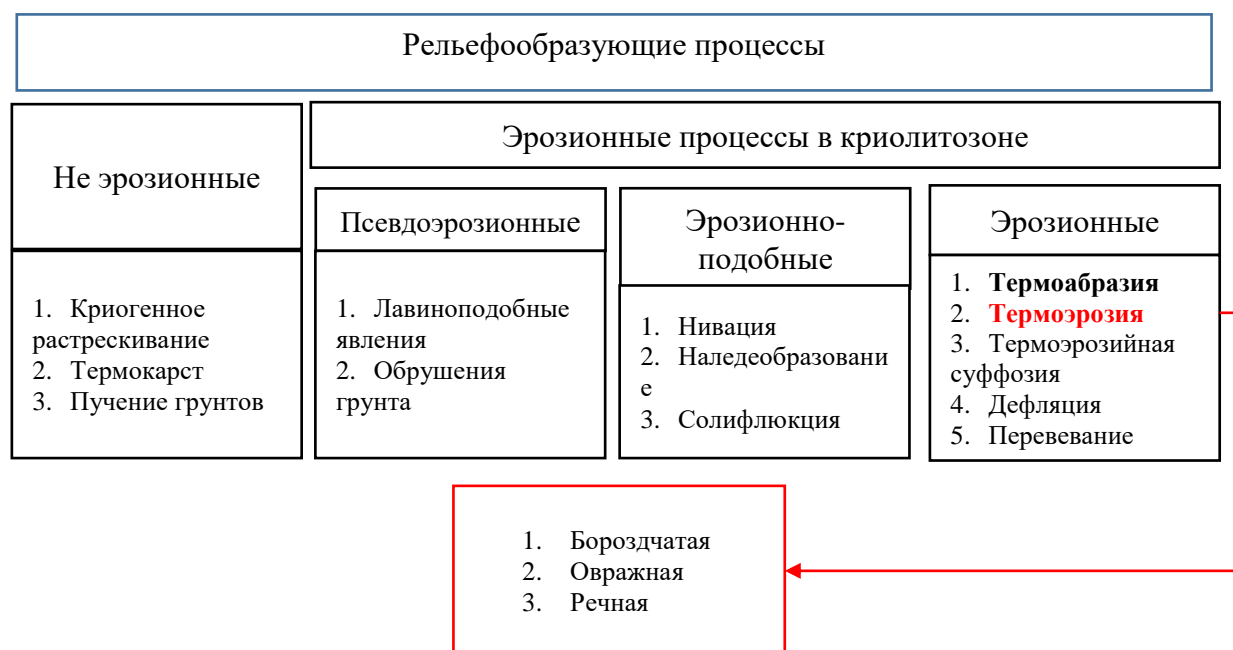 Рельефообразующие процессы
Не эрозионные
Эрозионные процессы в криолитозоне
Псевдоэрозионные
Эрозионно-
подобные
Эрозионные
1. Криогенное
растрескивание
2. Термокарст
3. Пучение грунтов
1. Лавиноподобные
явления
2. Обрушения
грунта
1. Нивация
2. Наледеобразовани
е
3. Солифлюкция
1. Термоабразия
2. Термоэрозия
3. Термоэрозийная
суффозия
4. Дефляция
5. Перевевание
1. Бороздчатая
2. Овражная
3. Речная